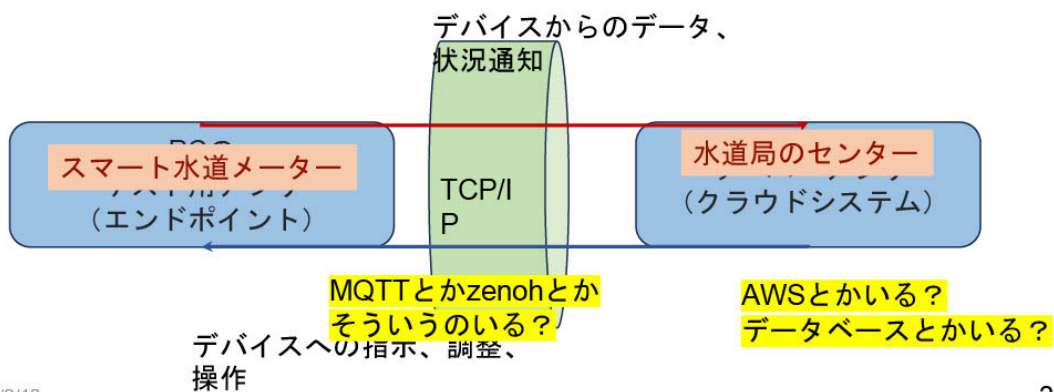 デバイスからのデータ、
状況通知
スマート水道メーター
（エンドポイント）
TCP/I
P
水道局のセンター
（クラウドシステム）
MQTTとかzenohとか
そういうのいる？
AWSとかいる？
データベースとかいる？
デバイスへの指示、調整、
操作